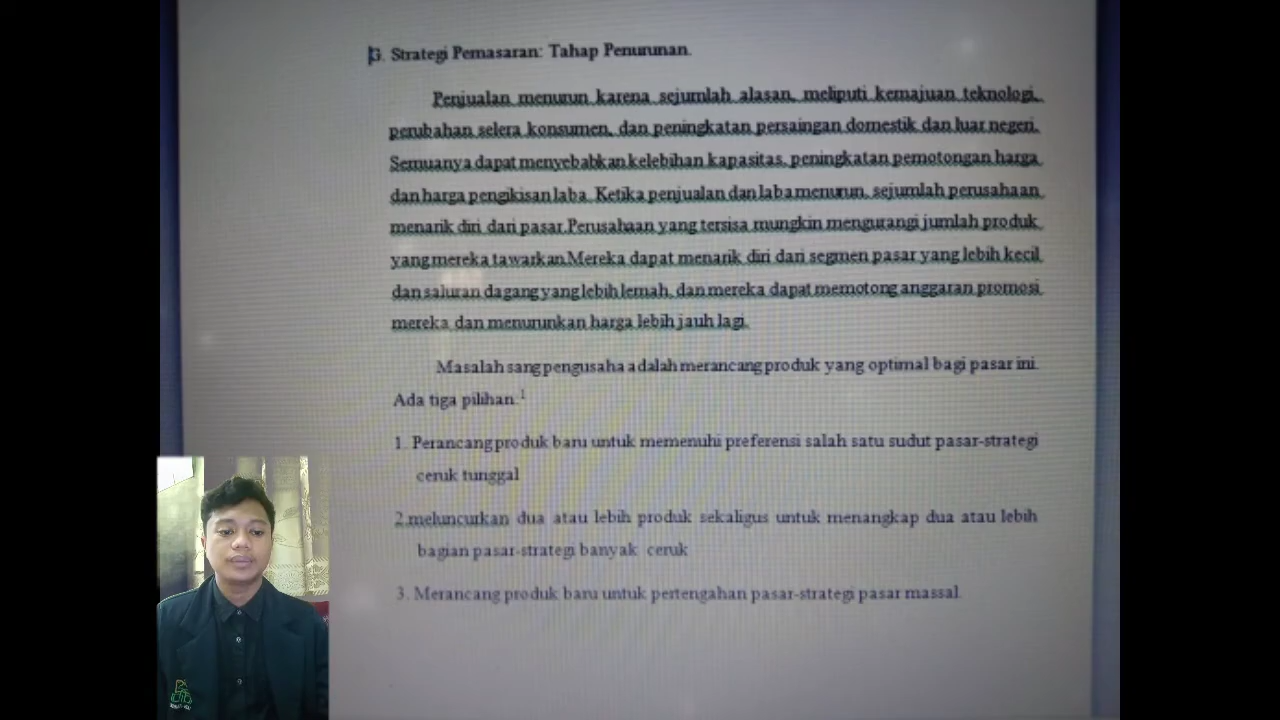 G. Strategi Pemasaran: Tahap Penurunan.
Penjualan menurun karena sejumlah alasan, meliputi kemajuan teknologi,
perubahan selera konsumen, dan peningkatan persaingan domestik dan luar negeri.
Semuanya dapat menyebabkan kelebihan kapasitas, peningkatan pemotongan harga
dan harga pengikisan laba. Ketika penjualan dan laba menurun, sejumlah perusahaan
menarik diri dari pasar.Perusahaan yang tersisa mungkin mengurangi jumlah produk
yang mereka tawarkan.Mereka dapat menarik diri dari segmen pasar yang lebih kecil
dan saluran dagang yang lebih lemah, dan mereka dapat memotong anggaran promosi
mereka dan menurunkan harga lebih jauh lagi.
Masalah sang pengusaha adalah merancang produk yang optimal bagi pasar ini.
Ada tiga pilihan.1
1. Perancang produk baru untuk memenuhi preferensi salah satu sudut pasar-strategi
ceruk tunggal
2.meluncurkan dua atau lebih produk sekaligus untuk menangkap dua atau lebih
bagian pasar-strategi banyak ceruk
3. Merancang produk baru untuk pertengahan pasar-strategi pasar massal.